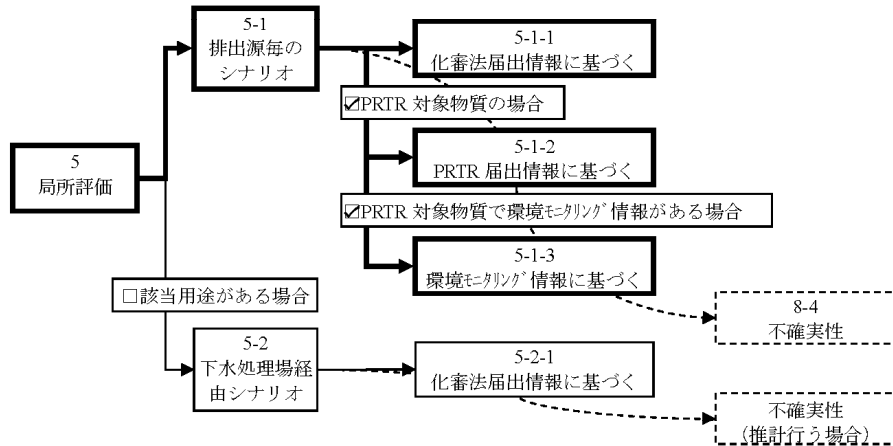 5-1
排出源毎の
シナリオ
5-1-1
化審法届出情報に基づく
☑PRTR 対象物質の場合
5-1-2
PRTR 届出情報に基づく
5
局所評価
☑PRTR 対象物質で環境ﾓﾆﾀﾘﾝｸﾞ情報がある場合
5-1-3
環境ﾓﾆﾀﾘﾝｸﾞ情報に基づく
□該当用途がある場合
8-4
不確実性
5-2
下水処理場経
由シナリオ
5-2-1
化審法届出情報に基づく
不確実性
(推計行う場合)